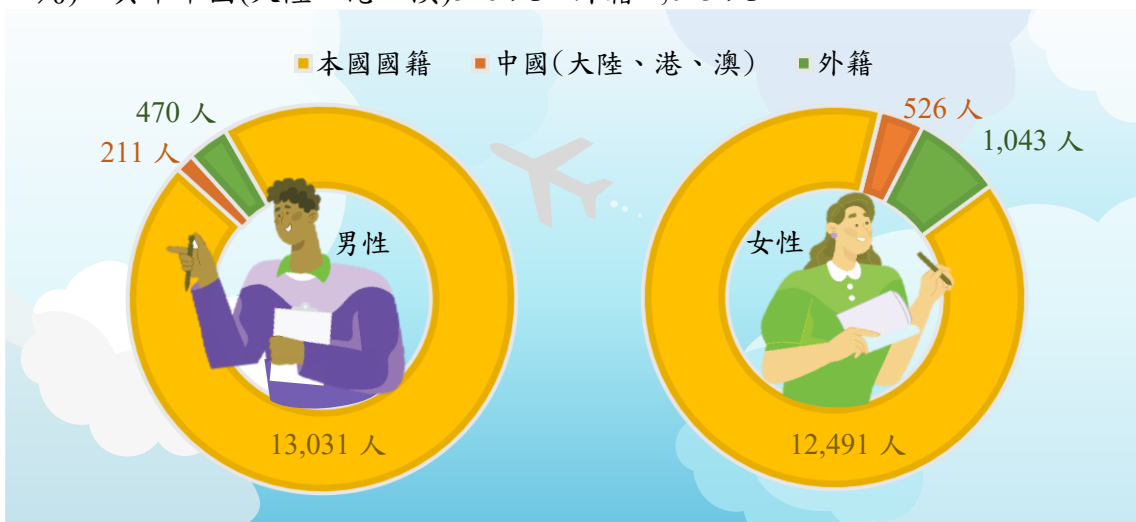 ■本國國籍 ■中國(大陸、港、澳) ■外籍
470 人
211 人
男性
13,031 人
526 人
1,043 人
女性
12,491 人